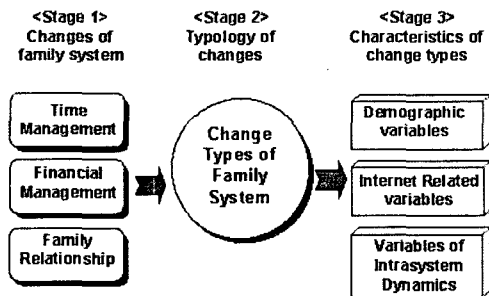 <Stage 1>
Changes of
family system
<Stage 2>
Typology of
changes
<Stage 3>
Characteristics of
change types
Time
Management
Financial
Management
Family
Relationship
Change
Types of
Family
System
Demographic
variables
Internet Related
variables
Variables of
Intrasystem
Dynamics